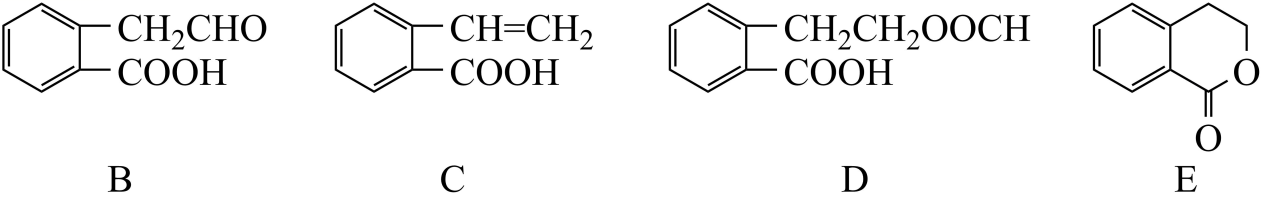 CH₂CHO CH=CH₂ CH₂CH₂OOCH
COOH COOH COOH O
O
B C D E